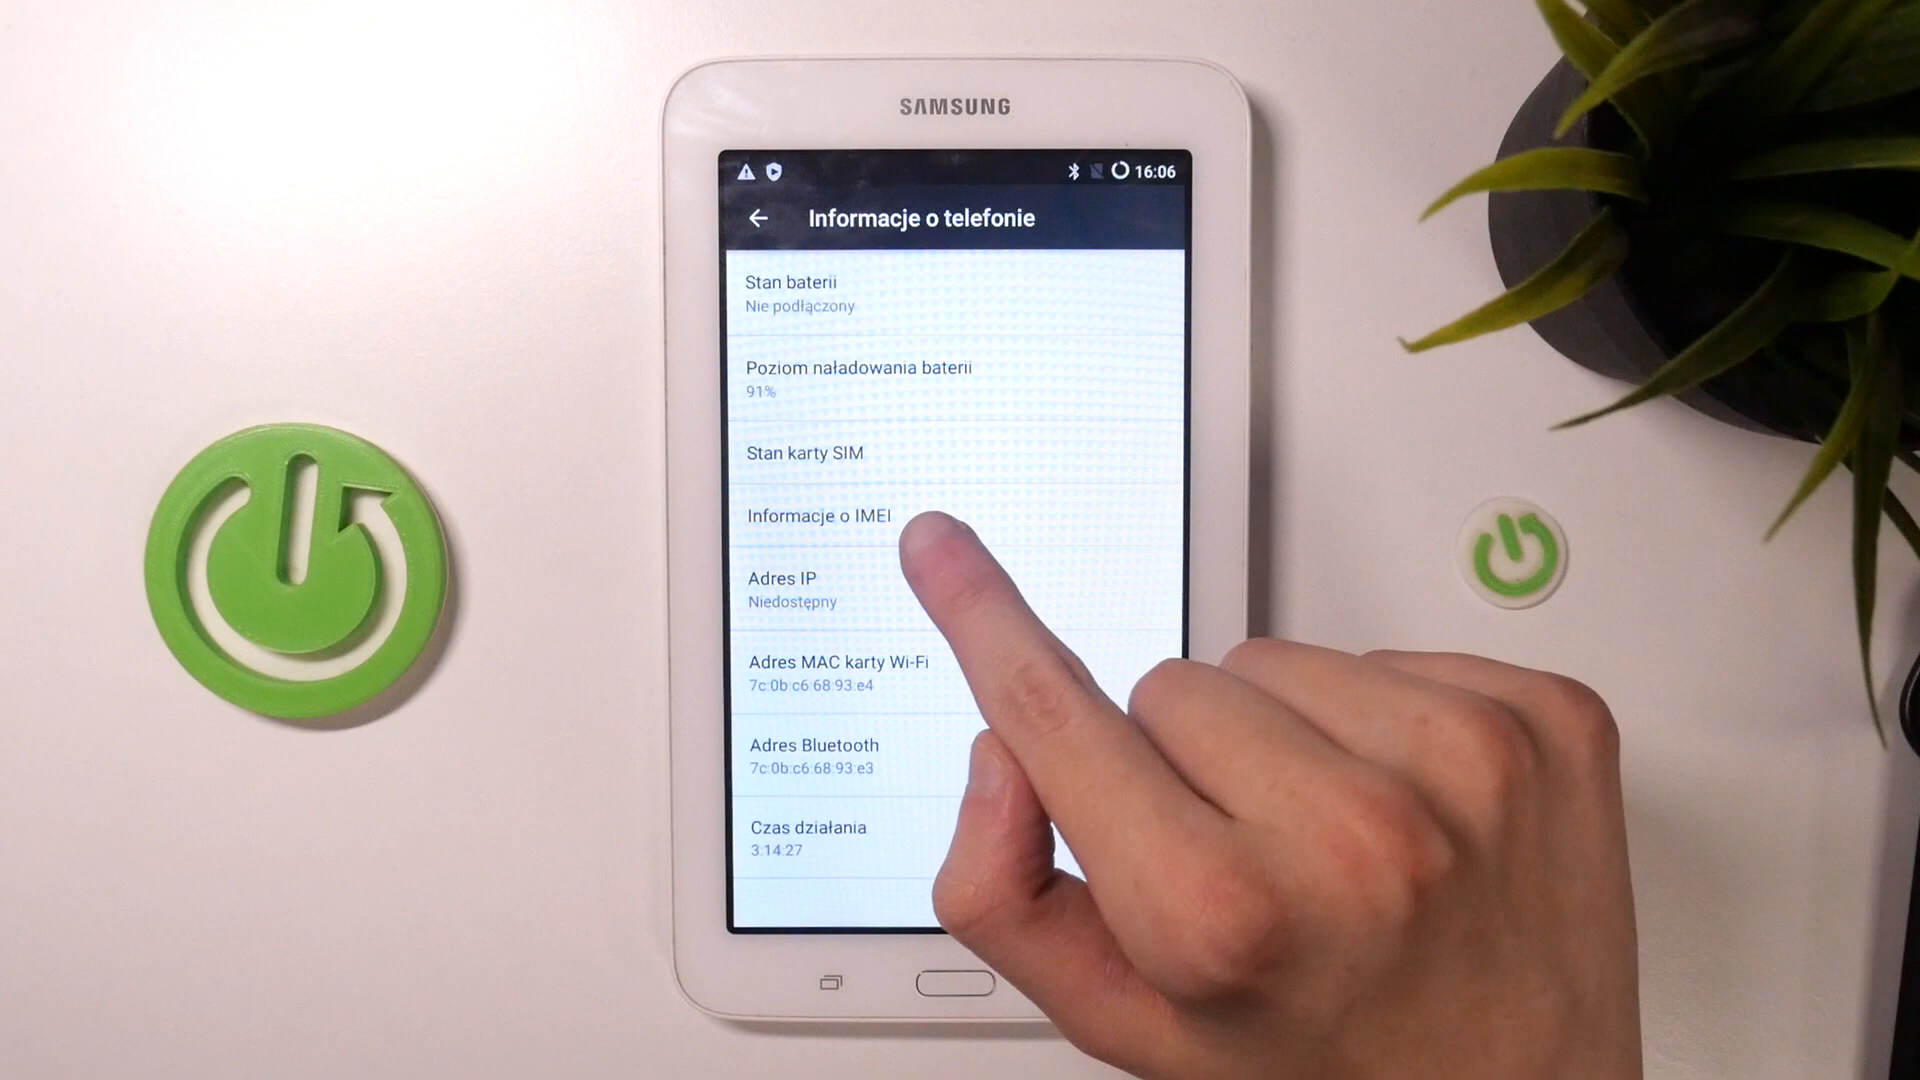 SAMSUNG
16:06
Informacje o telefonie
Stan baterii
Nie podłączony
Poziom naładowania baterii
91%
Stan karty SIM
Informacje o IMEI
Adres IP
Niedostępny
Adres MAC karty Wi-Fi
7c:0b:c6:68:93:e4
Adres Bluetooth
7c:0b:c6:68:93:e3
Czas działania
3:14:27